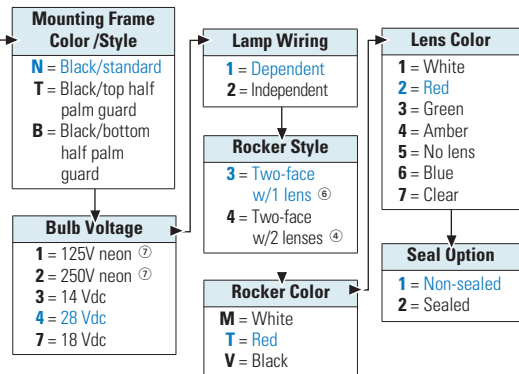 Mounting Frame
Color /Style
N = Black/standard
T = Black/top half
palm guard
B = Black/bottom
half palm
guard
Bulb Voltage
1 = 125V neon ⑦
2 = 250V neon ⑦
3 = 14 Vdc
4 = 28 Vdc
7 = 18 Vdc
Lamp Wiring
1 = Dependent
2 = Independent
Rocker Style
3 = Two-face
w/1 lens ⑥
4 = Two-face
w/2 lenses ④
Rocker Color
M = White
T = Red
V = Black
Lens Color
1 = White
2 = Red
3 = Green
4 = Amber
5 = No lens
6 = Blue
7 = Clear
Seal Option
1 = Non-sealed
2 = Sealed